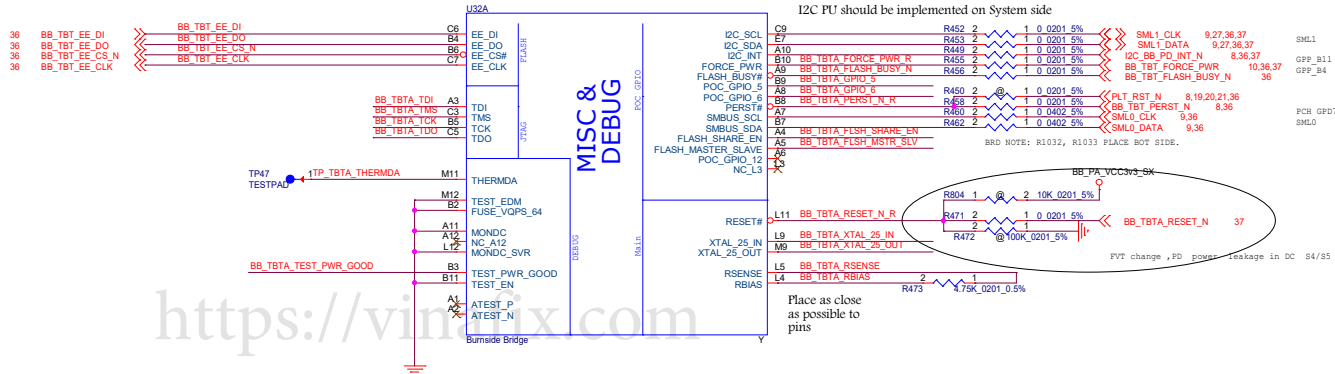 U32A
I2C PU should be implemented on System side
36 BB_TBT_EE_DI BB_TBT_EE_DI C6 EE_DI
36 BB_TBT_EE_DO BB_TBT_EE_DO B4 EE_DO
36 BB_TBT_EE_CS_N BB_TBT_EE_CS_N B6 EE_CS#
36 BB_TBT_EE_CLK BB_TBT_EE_CLK C7 EE_CLK
FLASH
BB_TBTA_TDI A3 TDI
BB_TBTA_TMS C3 TMS
BB_TBTA_TCK B5 TCK
BB_TBTA_TDO C5 TDO
JTAG
TP47
TESTPAD
1 TP_TBTA_THERMDA M11 THERMDA
M12 TEST_EDM
B2 FUSE_VQPS_64
A11 MONDC
A12 NC_A12
L12 MONDC_SVR
DEBUG
BB_TBTA_TEST_PWR_GOOD B3 TEST_PWR_GOOD
B11 TEST_EN
A1 ATEST_P
A2 ATEST_N
Burnside Bridge
Y
MISC &
DEBUG
POC GPIO
Main
I2C_SCL C9 R452 2 1 0_0201_5% SML1_CLK 9,27,36,37
I2C_SDA E7 R453 2 1 0_0201_5% SML1_DATA 9,27,36,37
SML1
I2C_INT A10 R449 2 1 0_0201_5% I2C_BB_PD_INT_N 8,36,37
FORCE_PWR B10 BB_TBTA_FORCE_PWR_R R455 2 1 0_0201_5% BB_TBT_FORCE_PWR 10,36,37
GPP_B11
FLASH_BUSY# A9 BB_TBTA_FLASH_BUSY_N R456 2 1 0_0201_5% BB_TBT_FLASH_BUSY_N 36
GPP_B4
POC_GPIO_5 B9 BB_TBTA_GPIO_5
POC_GPIO_6 A8 BB_TBTA_GPIO_6 R450 2 @ 1 0_0201_5% PLT_RST_N 8,19,20,21,36
PERST# B8 BB_TBTA_PERST_N_R R458 2 1 0_0201_5% BB_TBT_PERST_N 8,36
PCH GPD7
SMBUS_SCL A7 R460 2 1 0_0402_5% SML0_CLK 9,36
SML0
SMBUS_SDA B7 R462 2 1 0_0402_5% SML0_DATA 9,36
FLASH_SHARE_EN A4 BB_TBTA_FLSH_SHARE_EN
FLASH_MASTER_SLAVE A5 BB_TBTA_FLSH_MSTR_SLV
BRD NOTE: R1032, R1033 PLACE BOT SIDE.
POC_GPIO_12 A6
NC_L3 L3
BB_PA_VCC3v3_SX
R804 1 @ 2 10K_0201_5%
RESET# L11 BB_TBTA_RESET_N_R R471 2 1 0_0201_5% BB_TBTA_RESET_N 37
R472 2 @ 1 100K_0201_5%
XTAL_25_IN L9 BB_TBTA_XTAL_25_IN
XTAL_25_OUT M9 BB_TBTA_XTAL_25_OUT
FVT change ,PD power leakage in DC S4/S5
RSENSE L5 BB_TBTA_RSENSE
RBIAS L4 BB_TBTA_RBIAS R473 2 1 4.75K_0201_0.5%
Place as close
as possible to
pins
https://vinafix.com